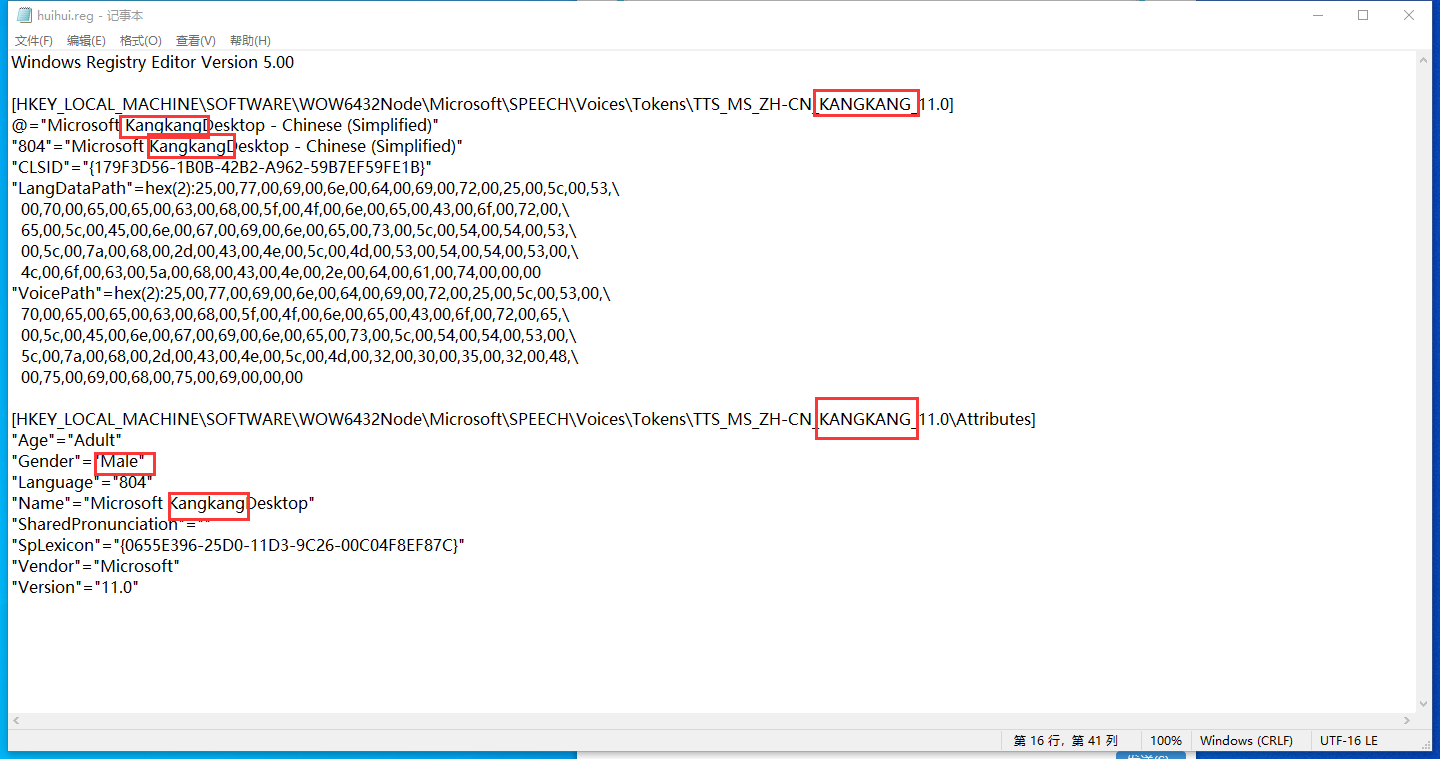 huihui.reg - 记事本
文件(F) 编辑(E) 格式(O) 查看(V) 帮助(H)
Windows Registry Editor Version 5.00
[HKEY_LOCAL_MACHINE\SOFTWARE\WOW6432Node\Microsoft\SPEECH\Voices\Tokens\TTS_MS_ZH-CN_KANGKANG_11.0]
@="Microsoft KangkangDesktop - Chinese (Simplified)"
"804"="Microsoft KangkangDesktop - Chinese (Simplified)"
"CLSID"="{179F3D56-1B0B-42B2-A962-59B7EF59FE1B}"
"LangDataPath"=hex(2):25,00,77,00,69,00,6e,00,64,00,69,00,72,00,25,00,5c,00,53,\
00,70,00,65,00,65,00,63,00,68,00,5f,00,4f,00,6e,00,65,00,43,00,6f,00,72,00,\
65,00,5c,00,45,00,6e,00,67,00,69,00,6e,00,65,00,73,00,5c,00,54,00,54,00,53,\
00,5c,00,7a,00,68,00,2d,00,43,00,4e,00,5c,00,4d,00,53,00,54,00,54,00,53,00,\
4c,00,6f,00,63,00,5a,00,68,00,43,00,4e,00,2e,00,64,00,61,00,74,00,00,00
"VoicePath"=hex(2):25,00,77,00,69,00,6e,00,64,00,69,00,72,00,25,00,5c,00,53,00,\
70,00,65,00,65,00,63,00,68,00,5f,00,4f,00,6e,00,65,00,43,00,6f,00,72,00,65,\
00,5c,00,45,00,6e,00,67,00,69,00,6e,00,65,00,73,00,5c,00,54,00,54,00,53,00,\
5c,00,7a,00,68,00,2d,00,43,00,4e,00,5c,00,4d,00,32,00,30,00,35,00,32,00,48,\
00,75,00,69,00,68,00,75,00,69,00,00,00
[HKEY_LOCAL_MACHINE\SOFTWARE\WOW6432Node\Microsoft\SPEECH\Voices\Tokens\TTS_MS_ZH-CN_KANGKANG_11.0\Attributes]
"Age"="Adult"
"Gender"="Male"
"Language"="804"
"Name"="Microsoft KangkangDesktop"
"SharedPronunciation"=""
"SpLexicon"="{0655E396-25D0-11D3-9C26-00C04F8EF87C}"
"Vendor"="Microsoft"
"Version"="11.0"
第 16 行，第 41 列 100% Windows (CRLF) UTF-16 LE